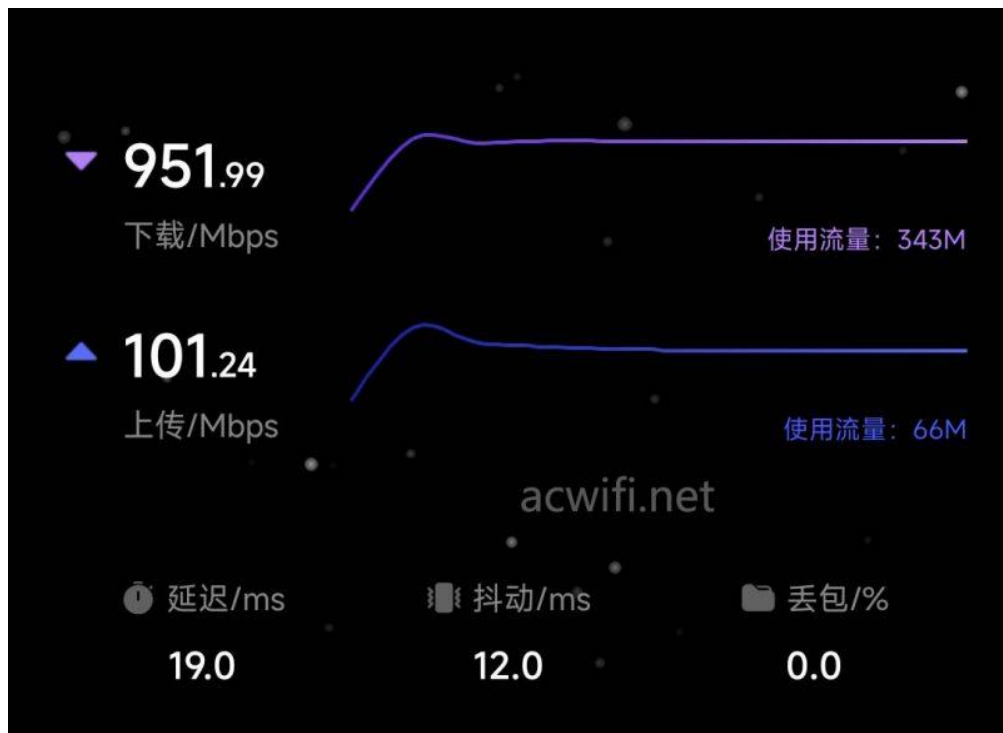 951.99
下载/Mbps
使用流量：343M
101.24
上传/Mbps
使用流量：66M
acwifi.net
延迟/ms 抖动/ms 丢包/%
19.0 12.0 0.0